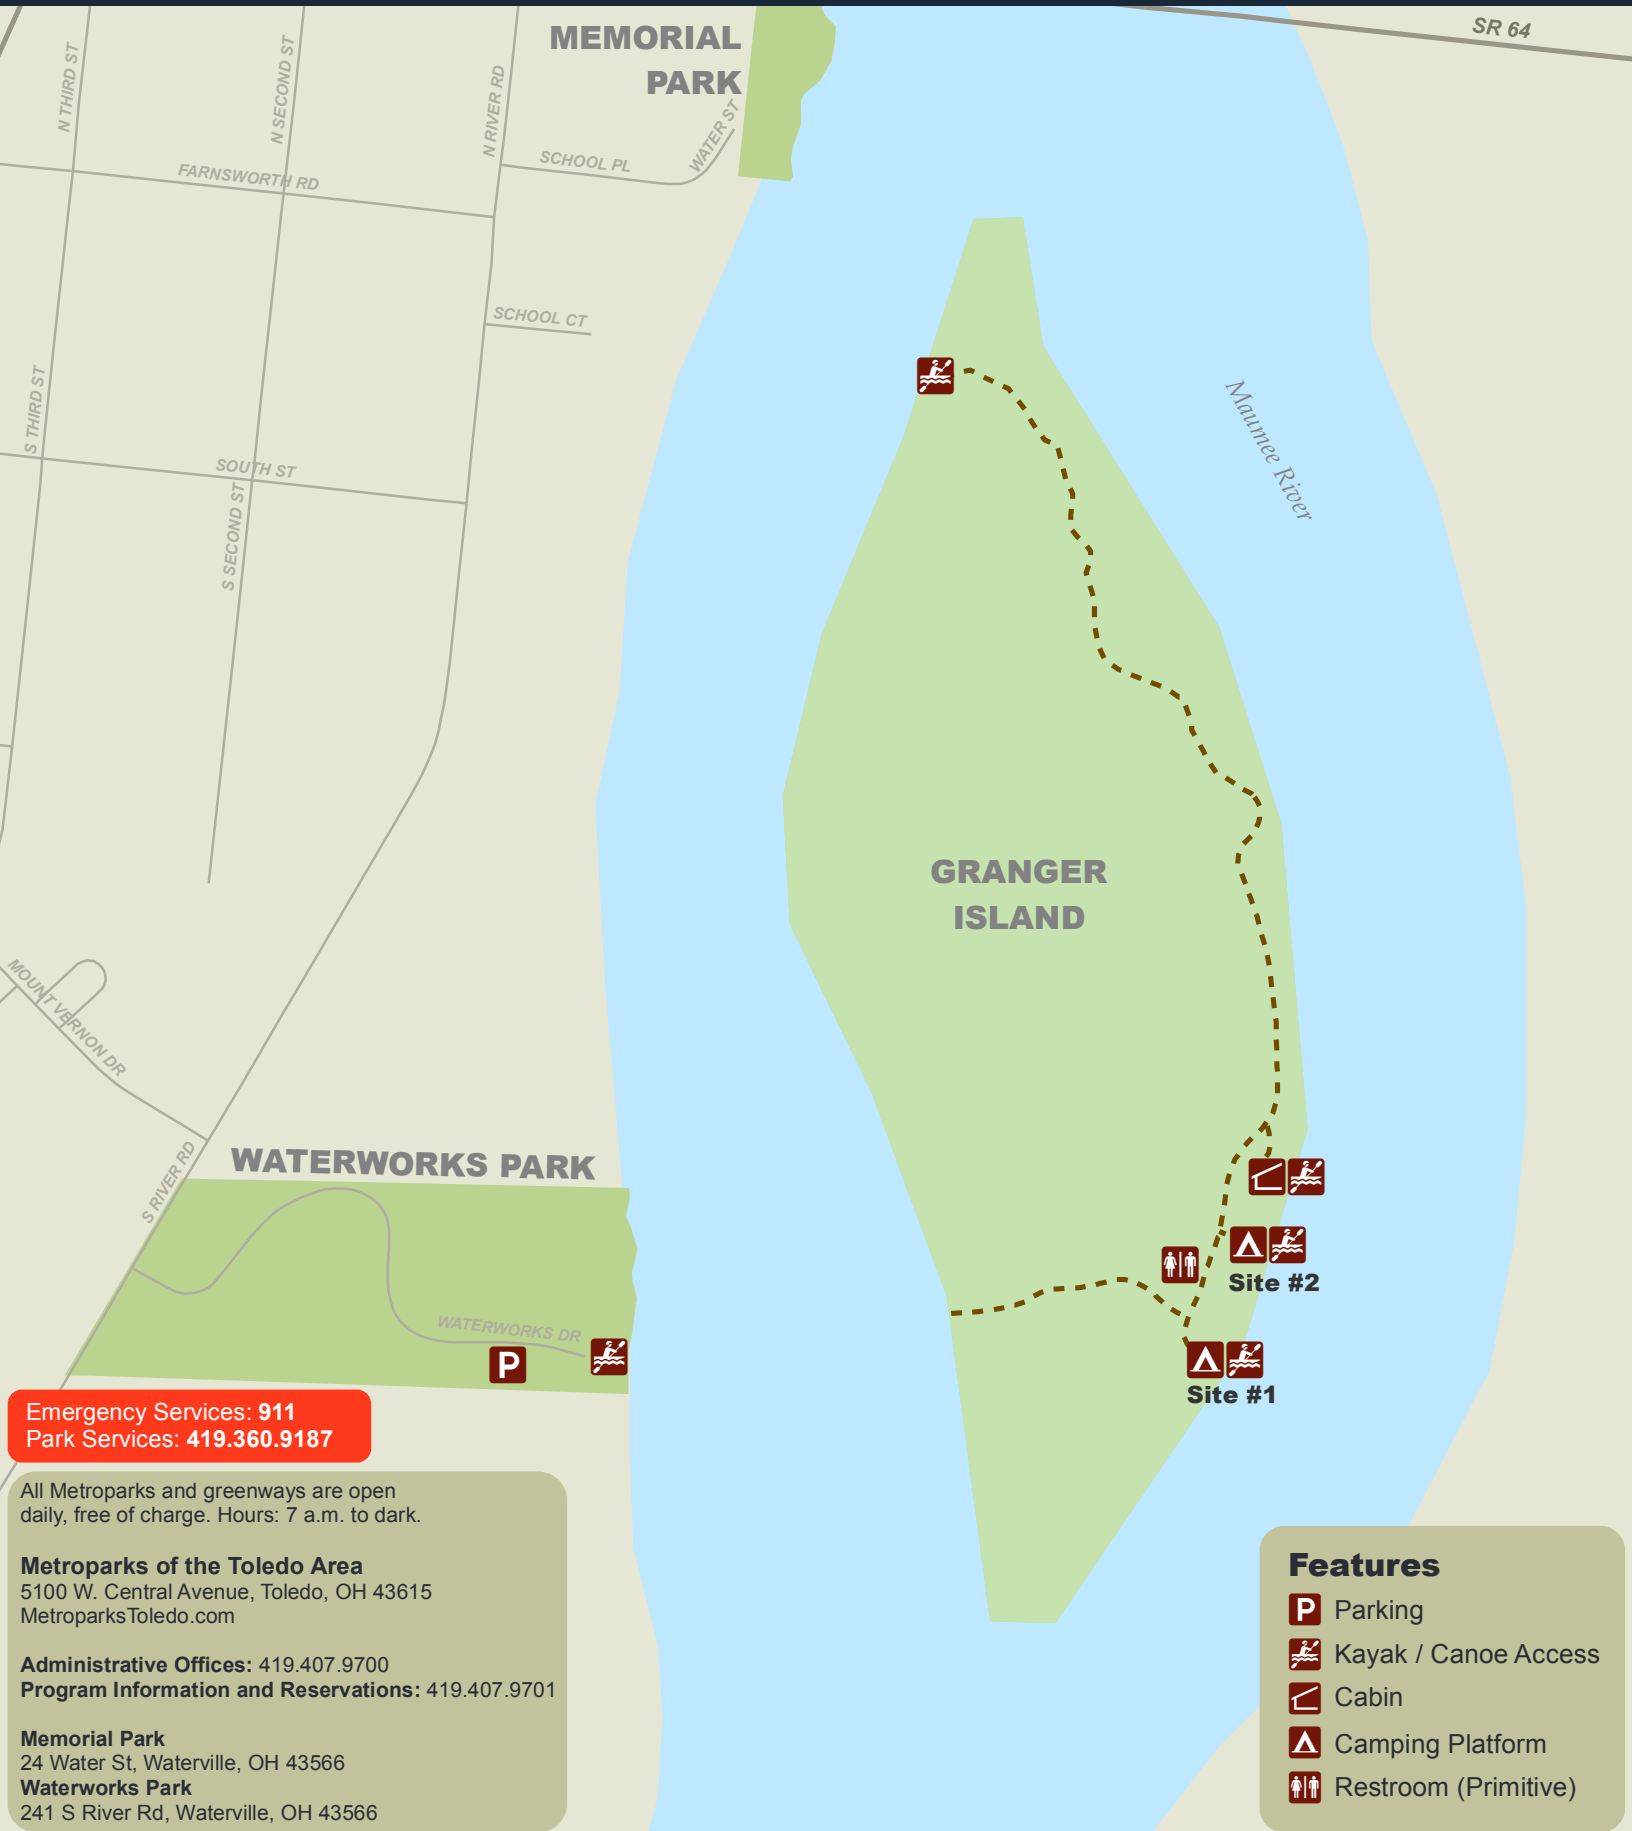 SR 64
MEMORIAL
PARK
N THIRD ST
N SECOND ST
N RIVER RD
WATER ST
SCHOOL PL
FARNSWORTH RD
SCHOOL CT
S THIRD ST
SOUTH ST
S SECOND ST
Maumee River
GRANGER
ISLAND
MOUNT VERNON DR
S RIVER RD
WATERWORKS PARK
WATERWORKS DR
P
Site #2
Site #1
Emergency Services: 911
Park Services: 419.360.9187
All Metroparks and greenways are open
daily, free of charge. Hours: 7 a.m. to dark.
Metroparks of the Toledo Area
5100 W. Central Avenue, Toledo, OH 43615
MetroparksToledo.com
Administrative Offices: 419.407.9700
Program Information and Reservations: 419.407.9701
Memorial Park
24 Water St, Waterville, OH 43566
Waterworks Park
241 S River Rd, Waterville, OH 43566
Features
P Parking
Kayak / Canoe Access
Cabin
Camping Platform
Restroom (Primitive)